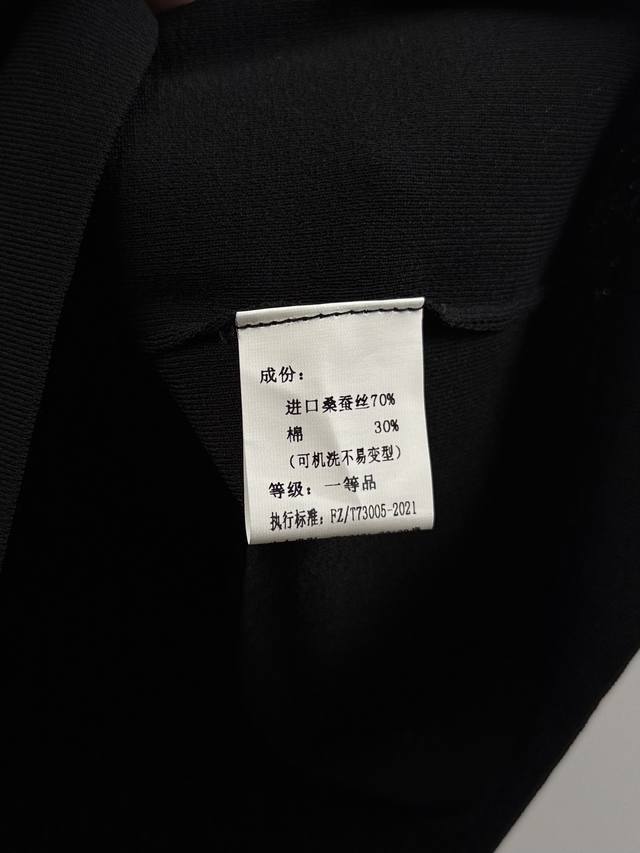 成份：
进口桑蚕丝70%
棉 30%
（可机洗不易变型）
等级：一等品
执行标准：FZ/T73005-2021